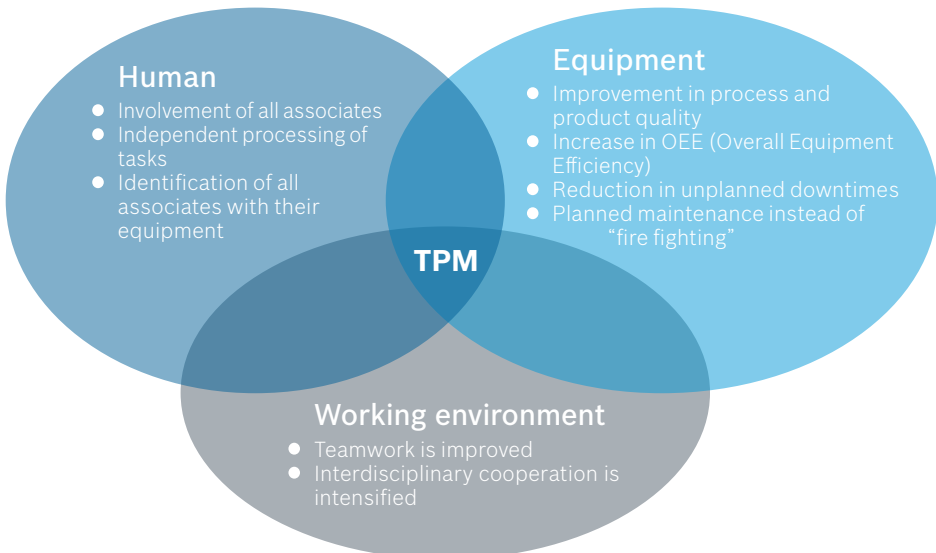 Human
● Involvement of all associates
● Independent processing of
tasks
● Identification of all
associates with their
equipment
Equipment
● Improvement in process and
product quality
● Increase in OEE (Overall Equipment
Efficiency)
● Reduction in unplanned downtimes
● Planned maintenance instead of
“fire fighting”
TPM
Working environment
● Teamwork is improved
● Interdisciplinary cooperation is
intensified